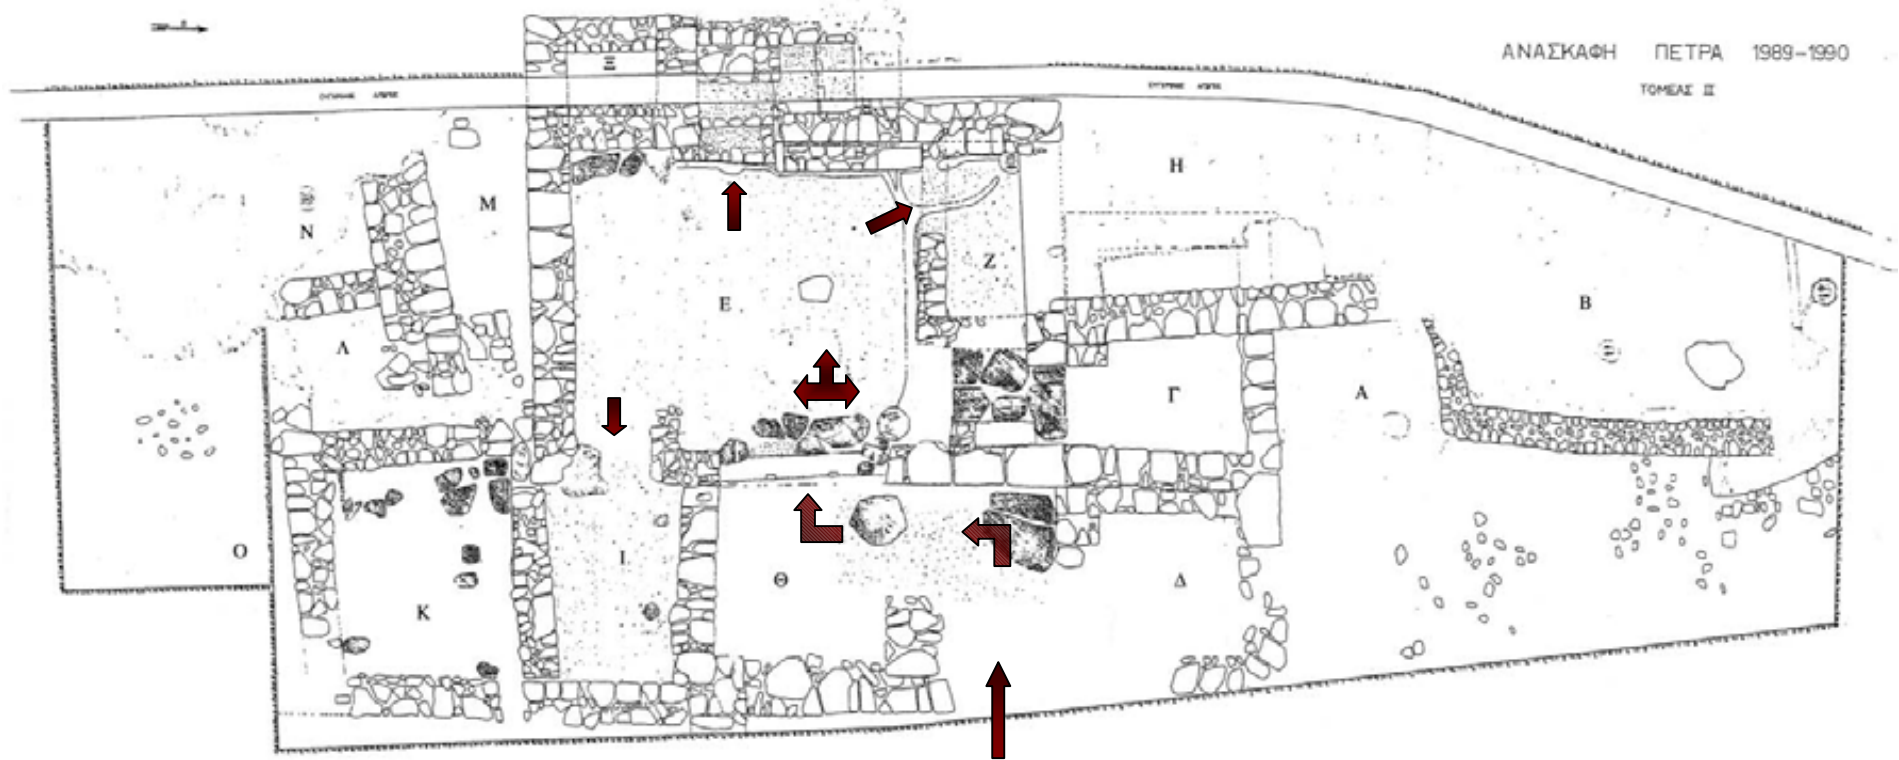 ΑΝΑΣΚΑΦΗ ΠΕΤΡΑ 1989-1990
ΤΟΜΕΑΣ ΙΙ
Ξ
Η
Μ
Ν
Ζ
Ε
Β
Λ
Γ
Α
Ο
Ι
Θ
Δ
Κ